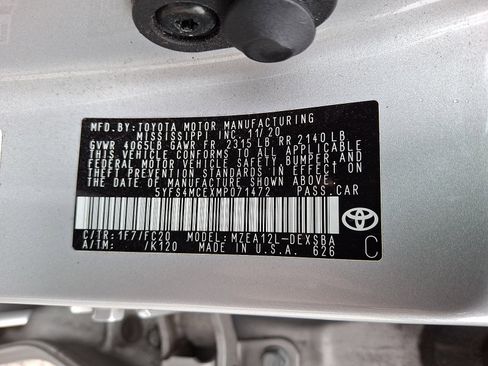 MFD.BY:TOYOTA MOTOR MANUFACTURING
MISSISSIPPI INC. 11/20
GVWR 4065LB GAWR FR 2315 LB RR 2140 LB
THIS VEHICLE CONFORMS TO ALL APPLICABLE
FEDERAL MOTOR VEHICLE SAFETY, BUMPER, AND
THEFT PREVENTION STANDARDS IN EFFECT ON
THE DATE OF MANUFACTURE SHOWN ABOVE.
5YFS4MCEXMP071472 PASS.CAR
C/TR:1F7/FC20 MODEL:MZEA12L-DEXSBA
A/TM: /K120 MADE IN U.S.A. 626
C